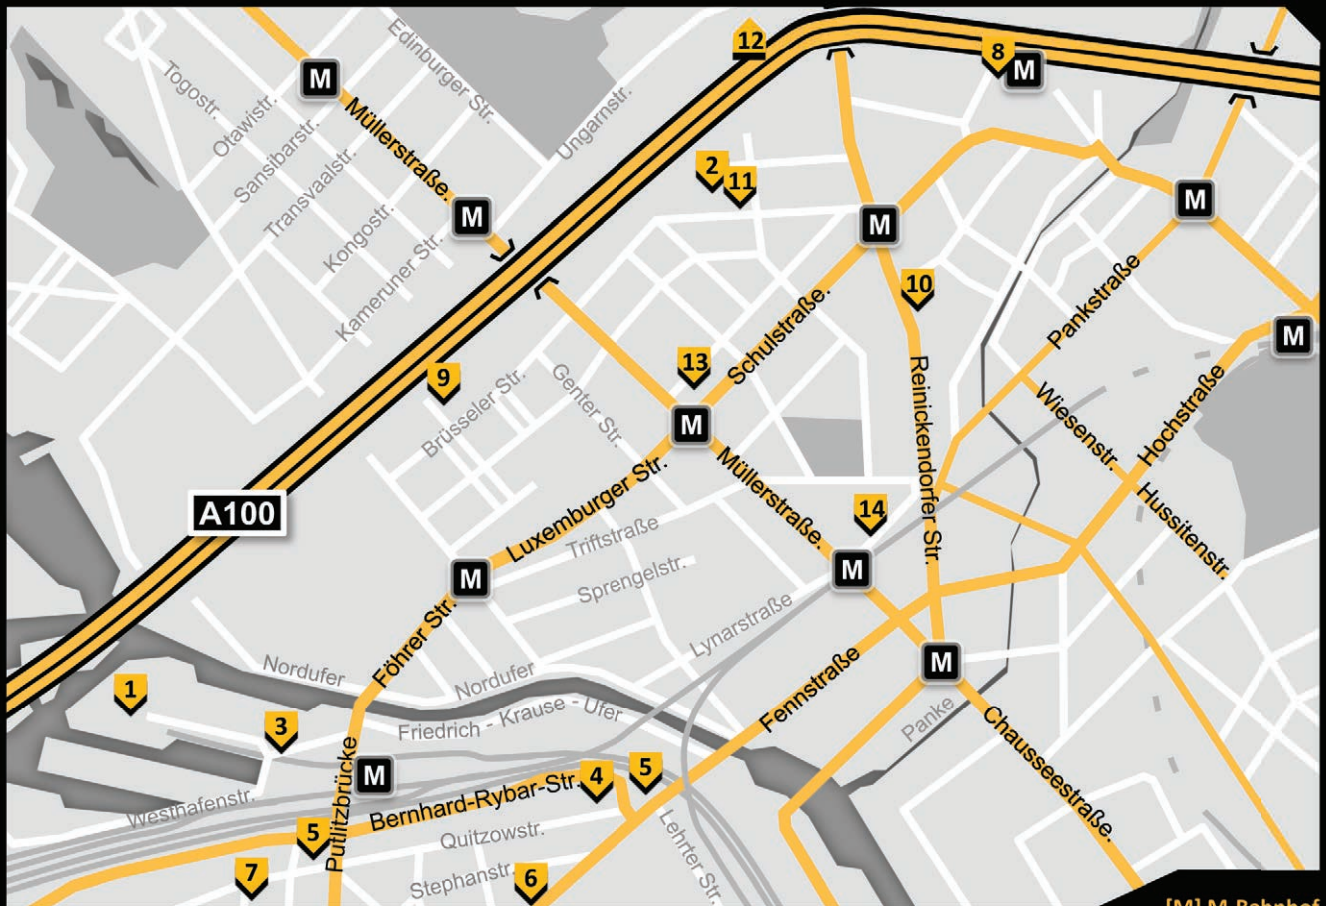 12
8
M
M
Edinburger Str.
Togostr.
Otawistr.
Ungarnstr.
Müllerstraße.
Sansibarstr.
Transvaalstr.
2
11
M
M
M
Kongostr.
Kameruner Str.
10
Pankstraße
Schulstraße.
M
13
9
Brüsseler Str.
Genter Str.
Reinickendorfer Str.
Wiesenstr.
Hochstraße
M
A100
Luxemburger Str.
Müllerstraße.
14
Hussitenstr.
Triftstraße
M
M
Sprengelstr.
Föhrer Str.
Lynarstraße
M
Nordufer
Nordufer
1
3
Friedrich - Krause - Ufer
Fennstraße
Panke
Chausseestraße.
Putlitzbrücke
M
4
5
Westhafenstr.
Bernhard-Rybar-Str.
5
Quitzowstr.
Lehrter Str.
7
Stephanstr.
6
[M] M-Bahnhof